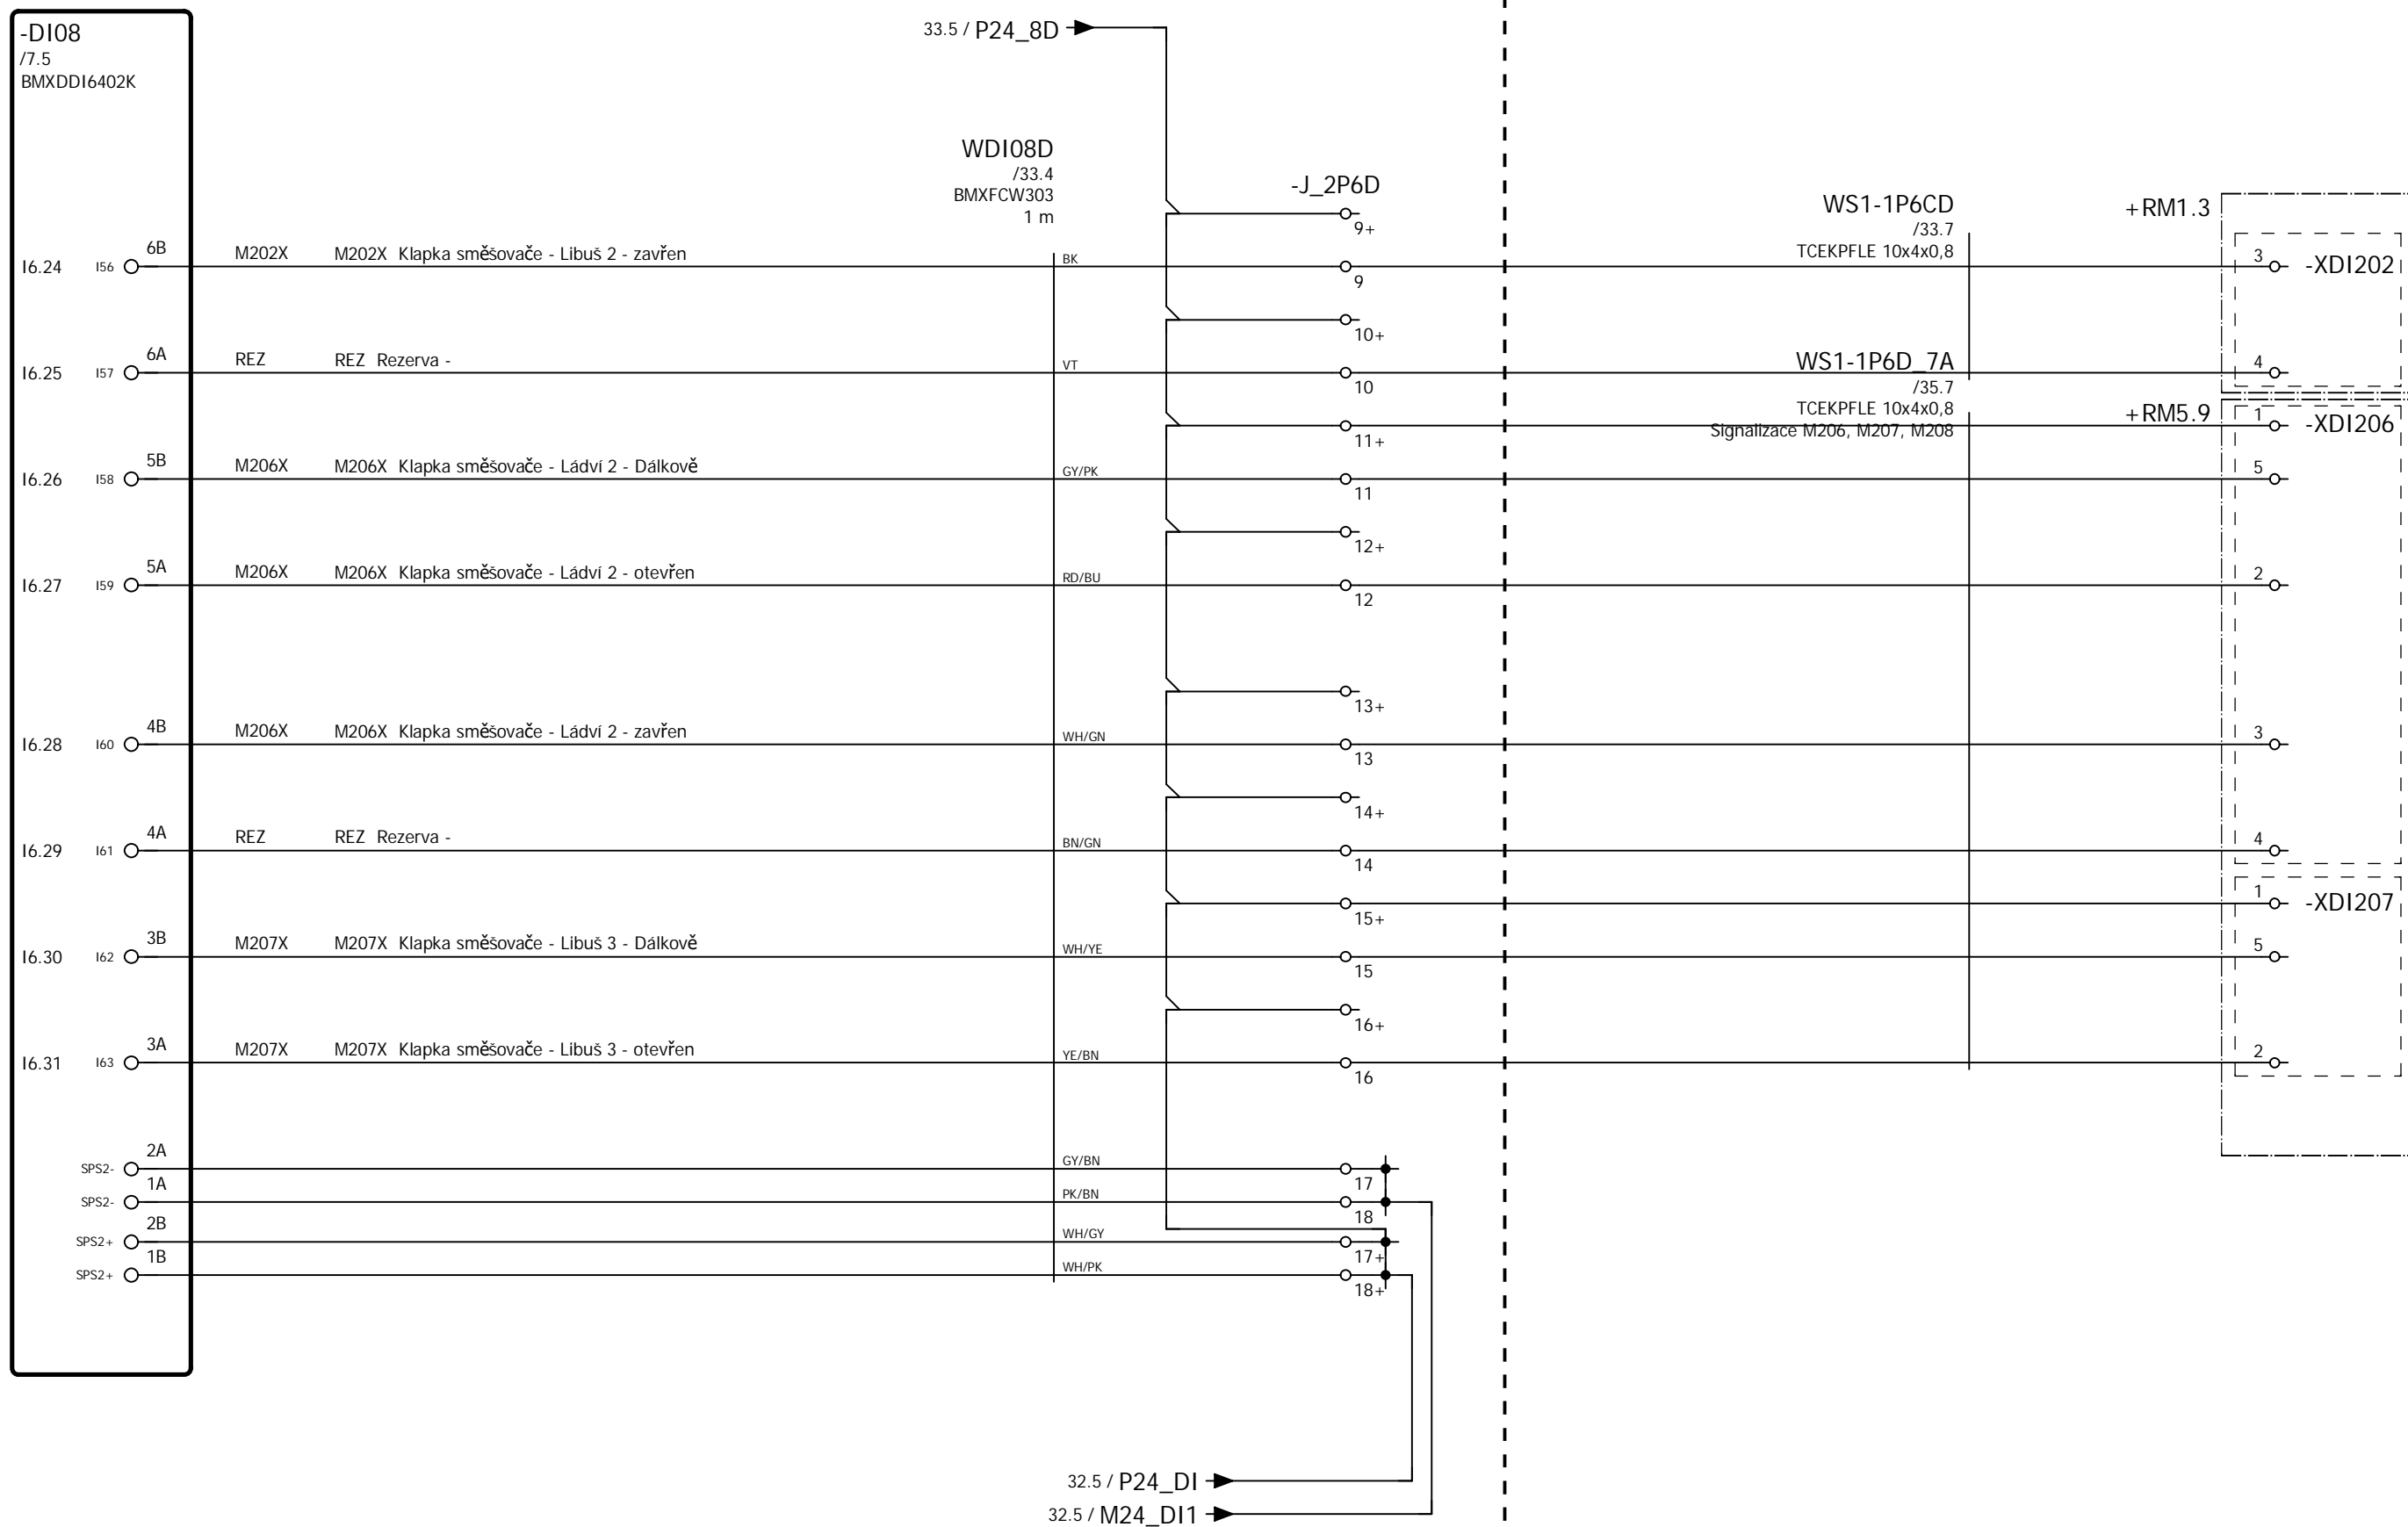 -DI08
/7.5
BMXDDI6402K
33.5 / P24_8D
WDI08D
/33.4
BMXFCW303
1 m
-J_2P6D
WS1-1P6CD
/33.7
TCEKPFLE 10x4x0,8
+RM1.3
9+
I6.24 I56 6B M202X M202X Klapka směšovače - Libuš 2 - zavřen BK 9 3 -XDI202
10+
I6.25 I57 6A REZ REZ Rezerva - VT 10 4
WS1-1P6D_7A
/35.7
TCEKPFLE 10x4x0,8
Signalizace M206, M207, M208
+RM5.9
11+ 1 -XDI206
I6.26 I58 5B M206X M206X Klapka směšovače - Ládví 2 - Dálkově GY/PK 11 5
12+
I6.27 I59 5A M206X M206X Klapka směšovače - Ládví 2 - otevřen RD/BU 12 2
13+
I6.28 I60 4B M206X M206X Klapka směšovače - Ládví 2 - zavřen WH/GN 13 3
14+
I6.29 I61 4A REZ REZ Rezerva - BN/GN 14 4
15+ 1 -XDI207
I6.30 I62 3B M207X M207X Klapka směšovače - Libuš 3 - Dálkově WH/YE 15 5
16+
I6.31 I63 3A M207X M207X Klapka směšovače - Libuš 3 - otevřen YE/BN 16 2
SPS2- 2A GY/BN 17
SPS2- 1A PK/BN 18
SPS2+ 2B WH/GY 17+
SPS2+ 1B WH/PK 18+
32.5 / P24_DI
32.5 / M24_DI1